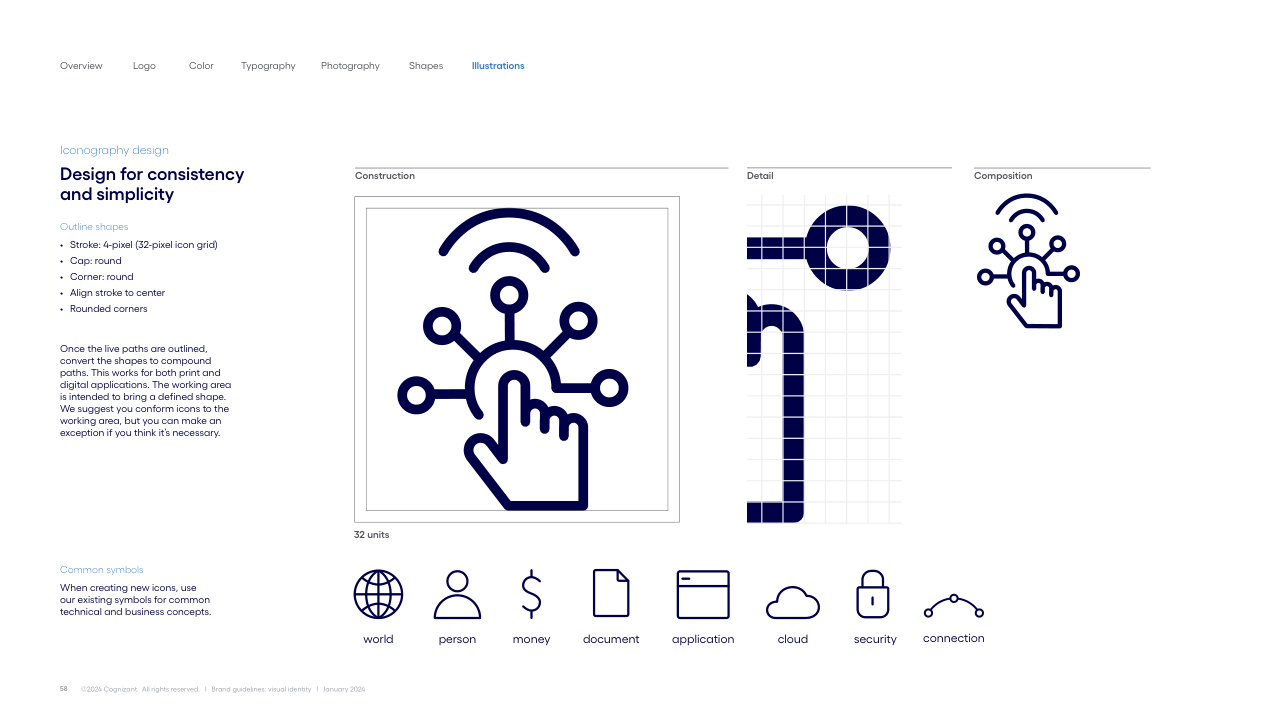 Overview Logo Color Typography Photography Shapes Illustrations
Iconography design
Design for consistency
and simplicity
Outline shapes
• Stroke: 4-pixel (32-pixel icon grid)
• Cap: round
• Corner: round
• Align stroke to center
• Rounded corners
Once the live paths are outlined,
convert the shapes to compound
paths. This works for both print and
digital applications. The working area
is intended to bring a defined shape.
We suggest you conform icons to the
working area, but you can make an
exception if you think it's necessary.
Construction
32 units
Detail
Composition
Common symbols
When creating new icons, use
our existing symbols for common
technical and business concepts.
world person money document application cloud security connection
58 ©2024 Cognizant. All rights reserved. | Brand guidelines: visual identity | January 2024